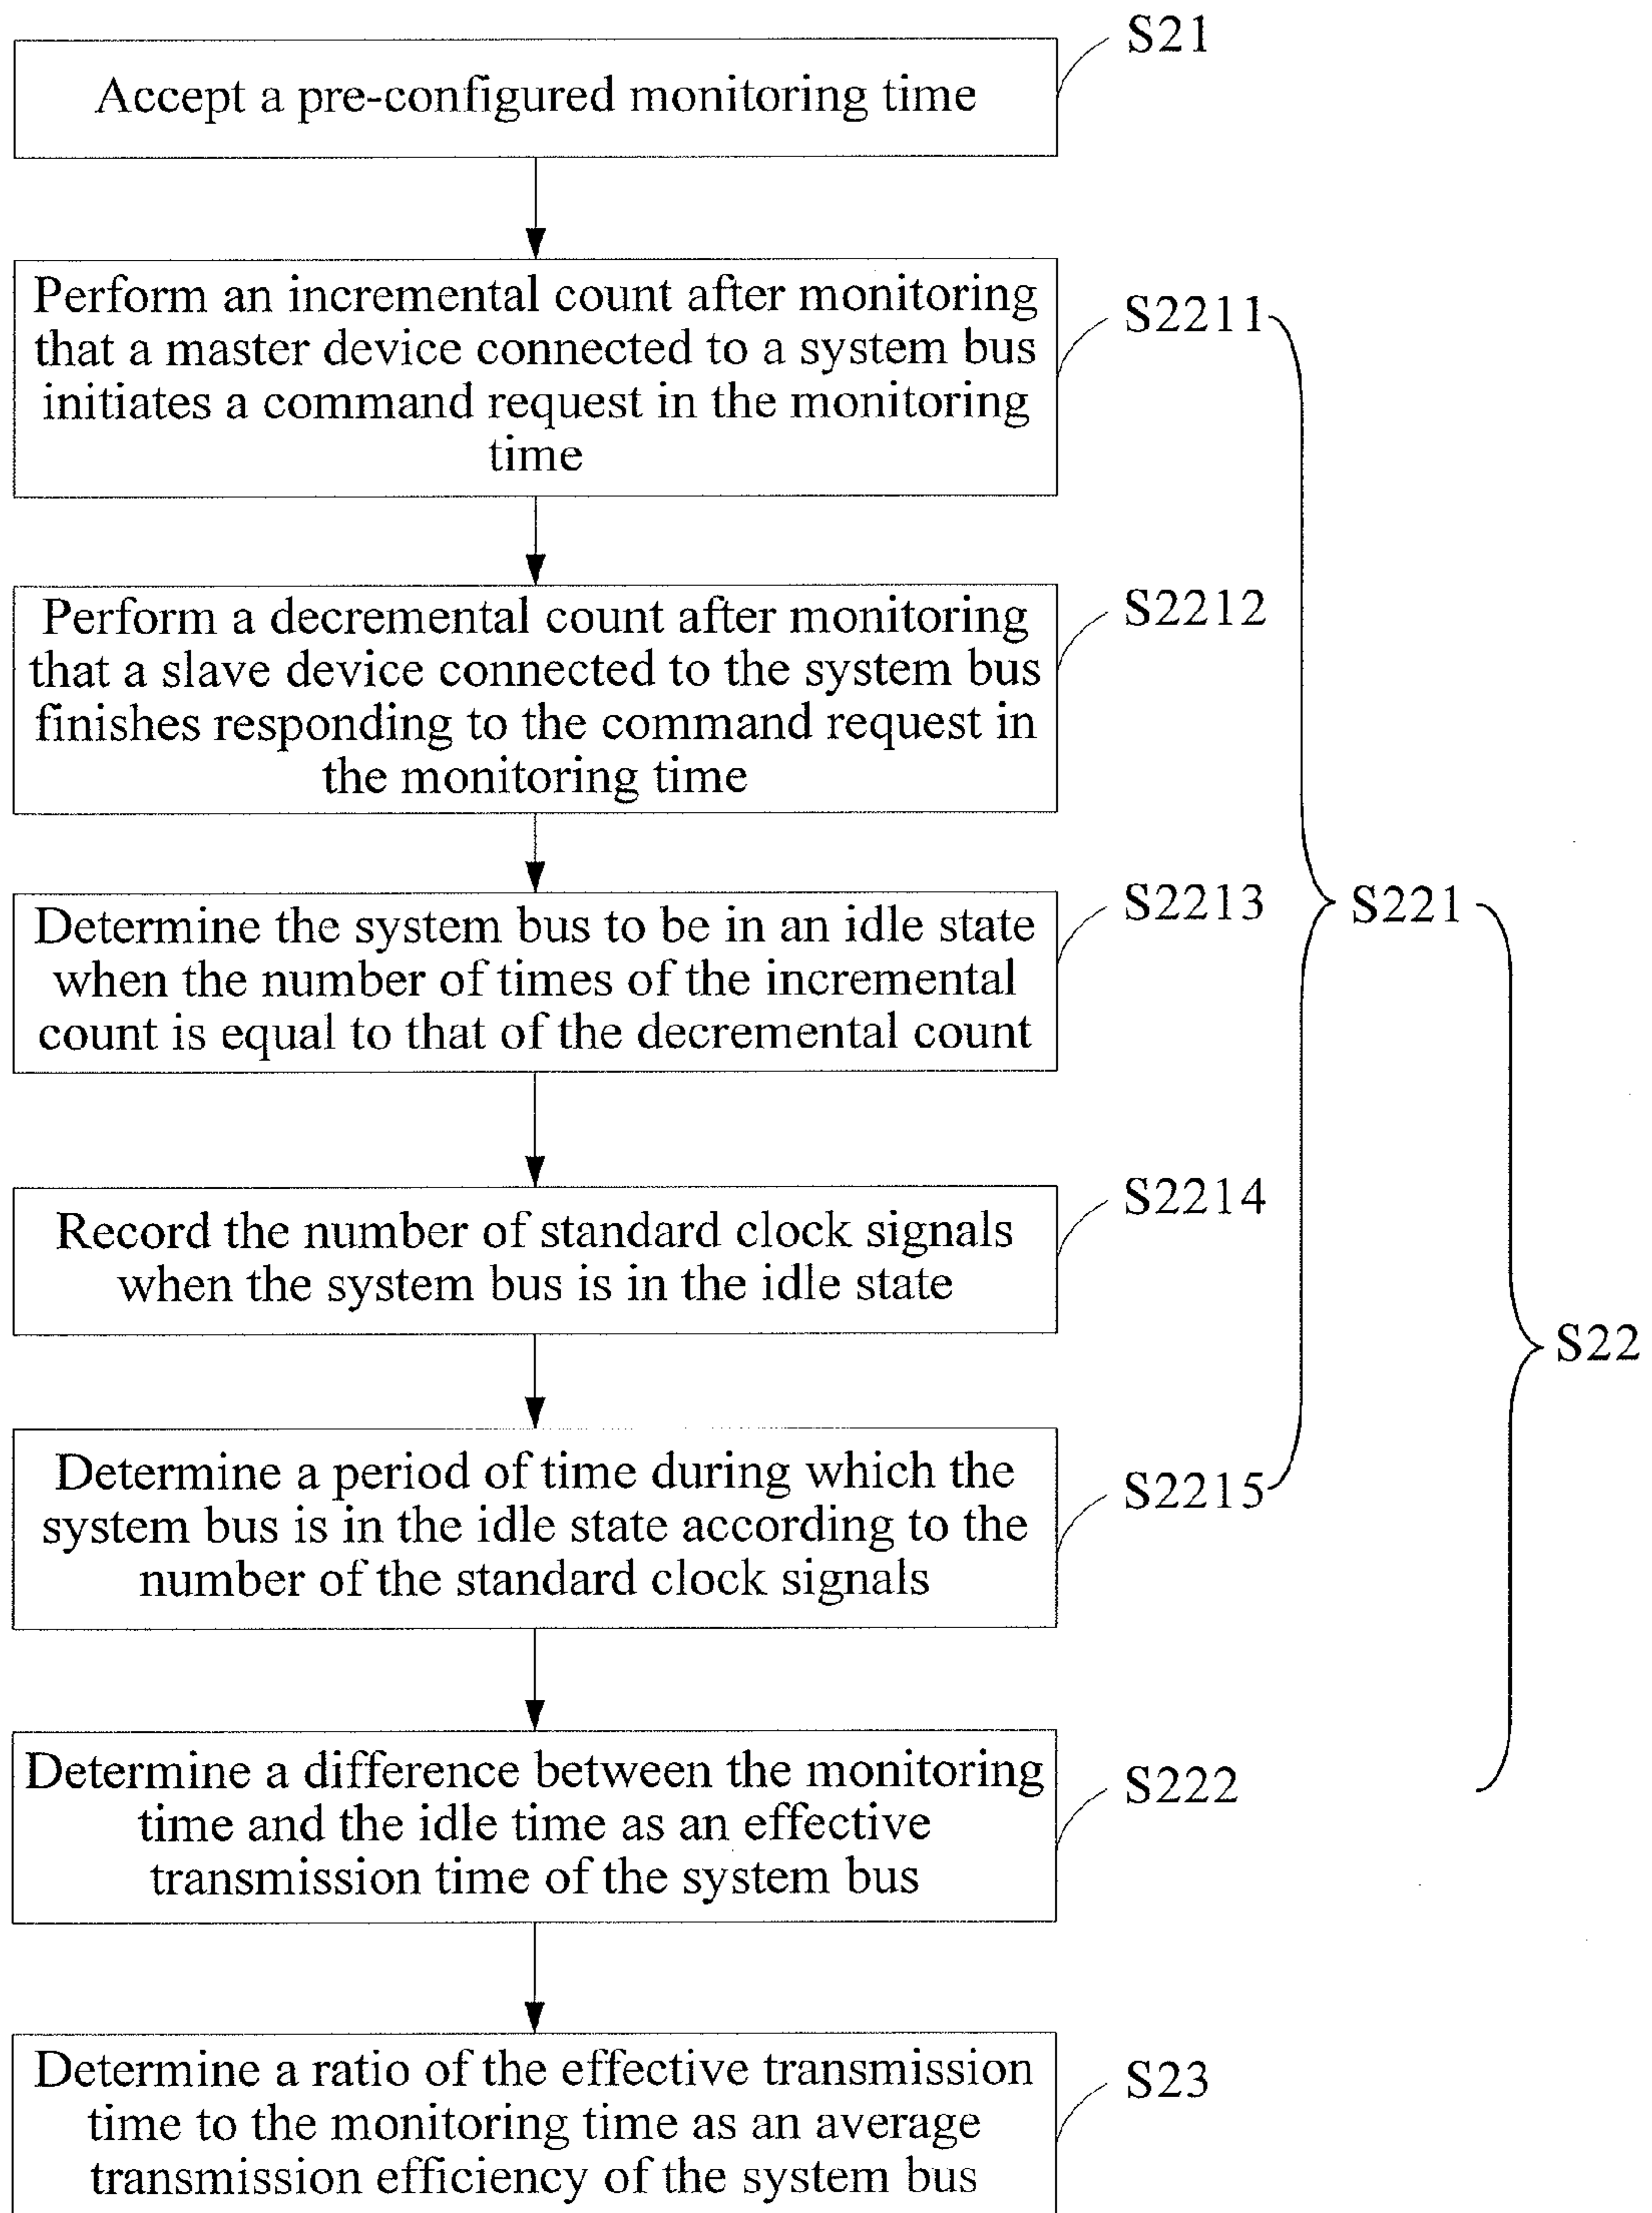 S21
Accept a pre-configured monitoring time
Perform an incremental count after monitoring
that a master device connected to a system bus
initiates a command request in the monitoring
time
S2211
Perform a decremental count after monitoring
that a slave device connected to the system bus
finishes responding to the command request in
the monitoring time
S2212
Determine the system bus to be in an idle state
when the number of times of the incremental
count is equal to that of the decremental count
S2213
S221
Record the number of standard clock signals
when the system bus is in the idle state
S2214
S22
Determine a period of time during which the
system bus is in the idle state according to the
number of the standard clock signals
S2215
Determine a difference between the monitoring
time and the idle time as an effective
transmission time of the system bus
S222
Determine a ratio of the effective transmission
time to the monitoring time as an average
transmission efficiency of the system bus
S23